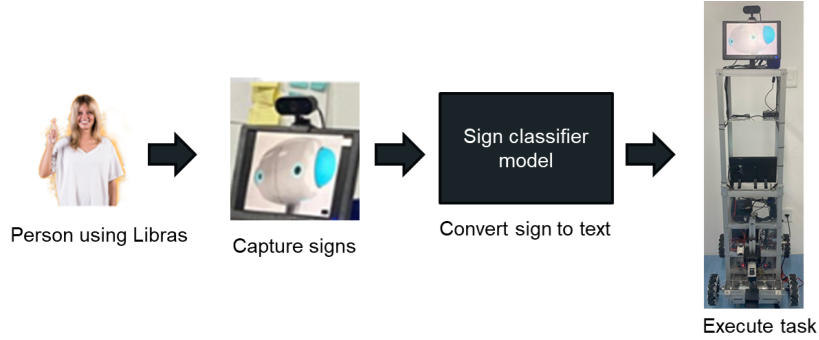 Person using Libras
Capture signs
Sign classifier
model
Convert sign to text
Execute task